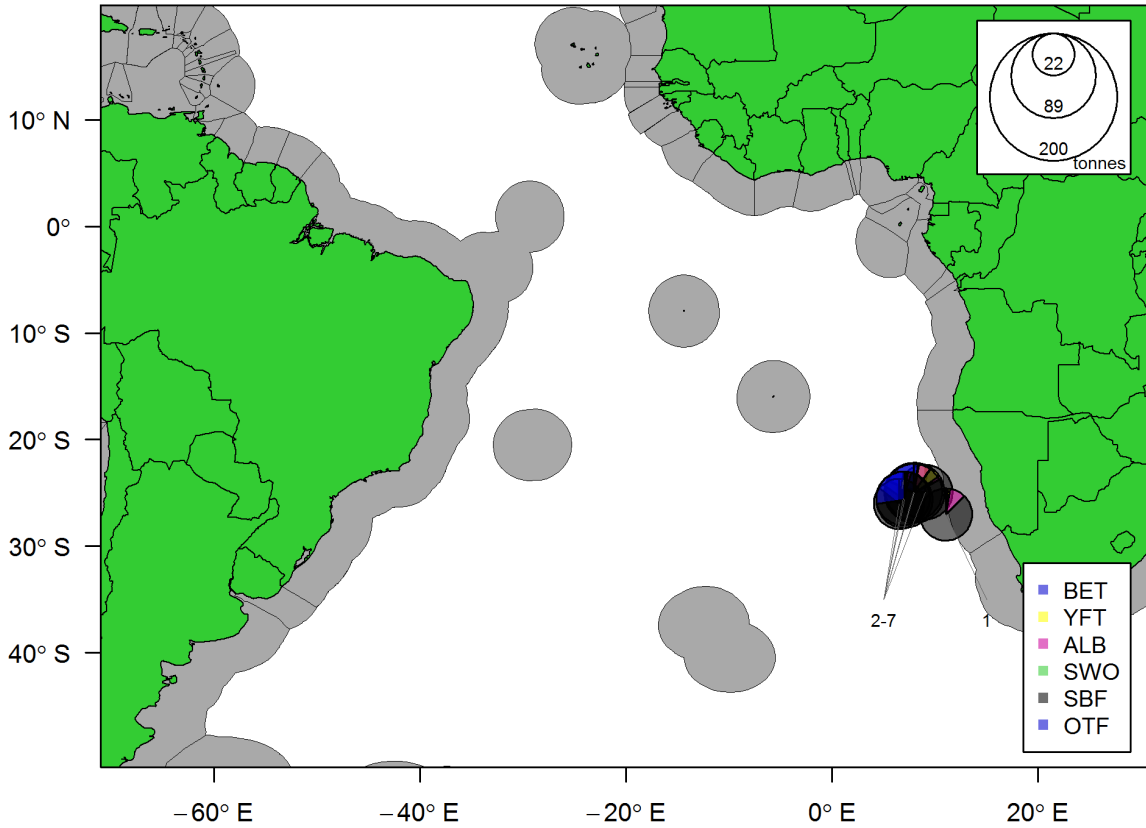 22
89
200
tonnes
10° N
0°
10° S
20° S
30° S
40° S
2-7
1
BET
YFT
ALB
SWO
SBF
OTF
−60° E
−40° E
−20° E
0° E
20° E